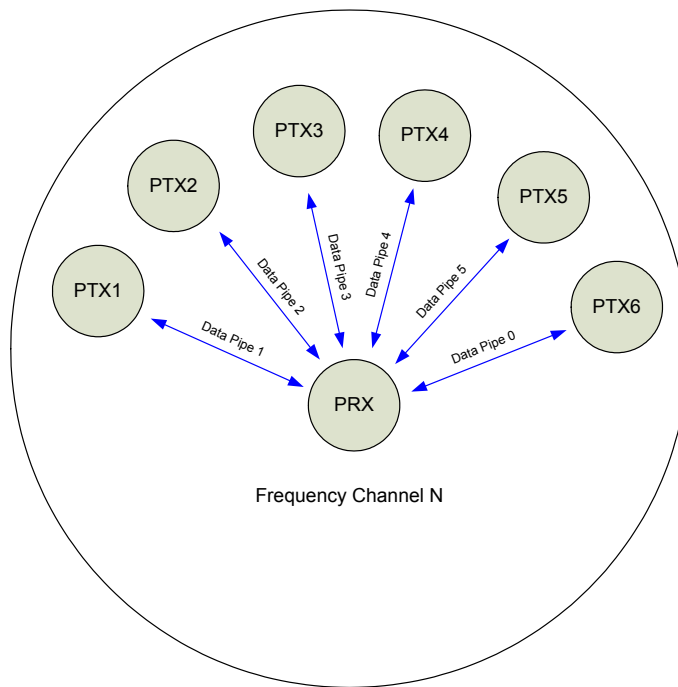 PTX3
PTX4
PTX2
PTX5
PTX1
PTX6
Data Pipe 1
Data Pipe 2
Data Pipe 3
Data Pipe 4
Data Pipe 5
Data Pipe 0
PRX
Frequency Channel N